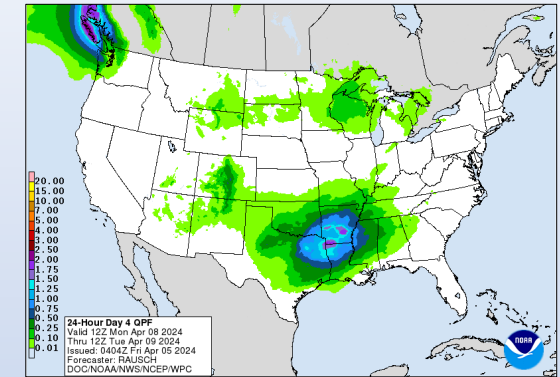 20.00
15.00
10.00
7.00
5.00
4.00
3.00
2.50
2.00
1.75
1.50
1.25
1.00
0.75
0.50
0.25
0.10
0.01
24-Hour Day 4 QPF
Valid 12Z Mon Apr 08 2024
Thru 12Z Tue Apr 09 2024
Issued: 0404Z Fri Apr 05 2024
Forecaster: RAUSCH
DOC/NOAA/NWS/NCEP/WPC
NOAA